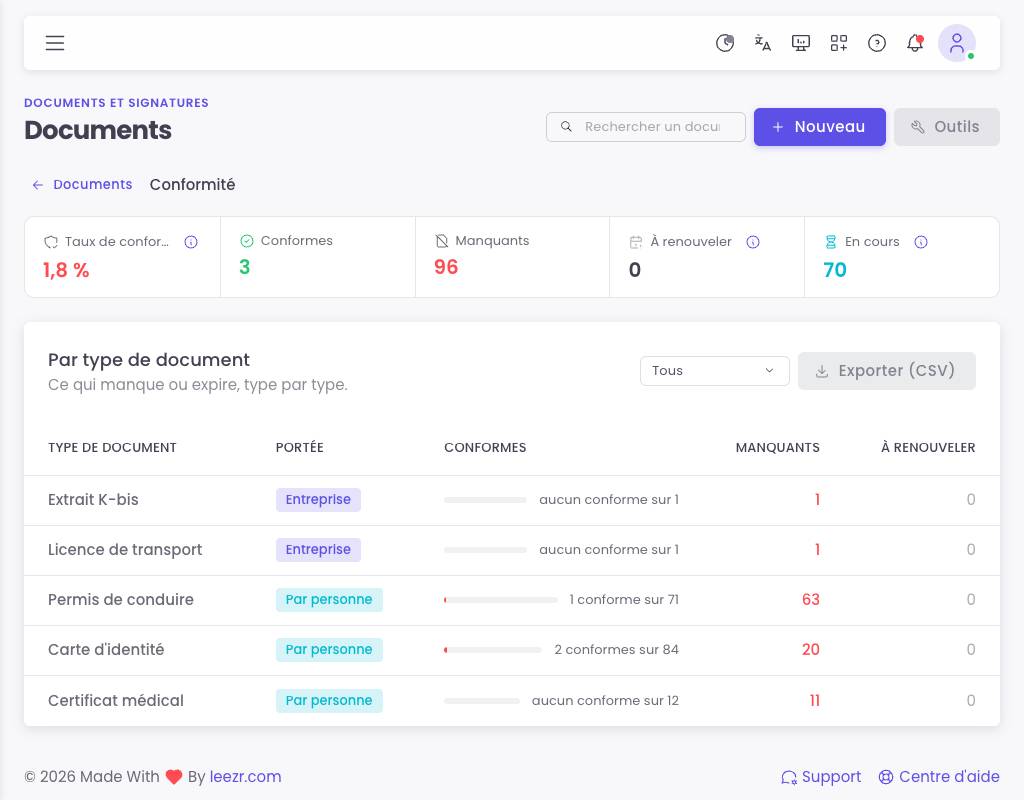 DOCUMENTS ET SIGNATURES
Documents
Rechercher un docu
Nouveau
Outils
Documents
Conformité
Taux de confor...
Conformes
Manquants
À renouveler
En cours
1,8 %
3
96
0
70
Par type de document
Ce qui manque ou expire, type par type.
Tous
Exporter (CSV)
TYPE DE DOCUMENT PORTÉE CONFORMES MANQUANTS À RENOUVELER
Extrait K-bis Entreprise aucun conforme sur 1 1 0
Licence de transport Entreprise aucun conforme sur 1 1 0
Permis de conduire Par personne 1 conforme sur 71 63 0
Carte d'identité Par personne 2 conformes sur 84 20 0
Certificat médical Par personne aucun conforme sur 12 11 0
© 2026 Made With By leezr.com
Support
Centre d'aide